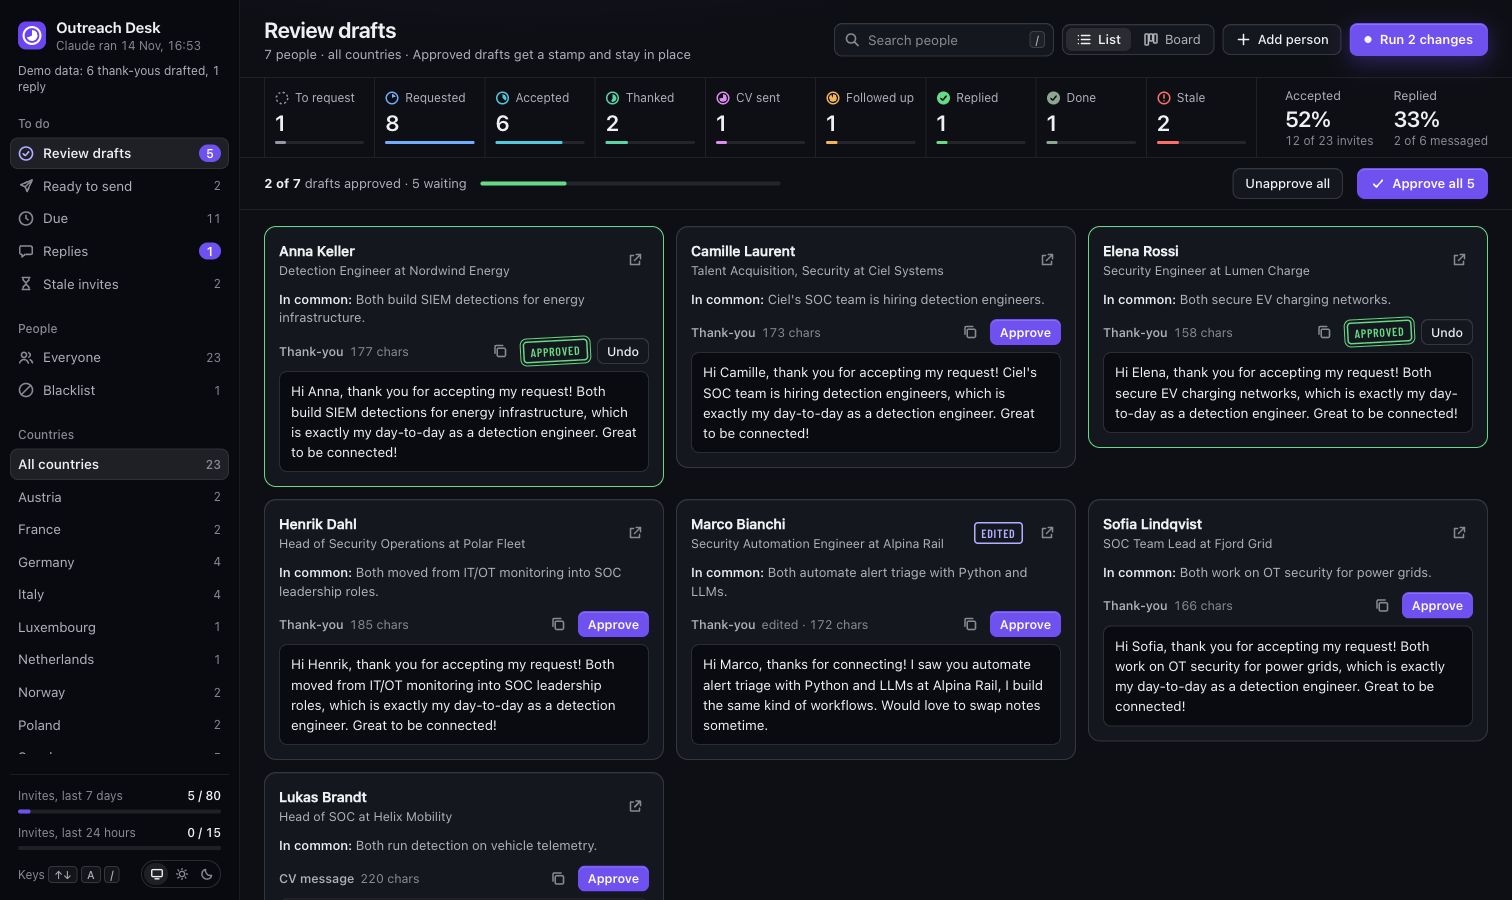 Outreach Desk
Claude ran 14 Nov, 16:53
Demo data: 6 thank-yous drafted, 1
reply
To do
Review drafts 5
Ready to send 2
Due 11
Replies 1
Stale invites 2
People
Everyone 23
Blacklist 1
Countries
All countries 23
Austria 2
France 2
Germany 4
Italy 4
Luxembourg 1
Netherlands 1
Norway 2
Poland 2
Invites, last 7 days 5 / 80
Invites, last 24 hours 0 / 15
Keys ↑↓ A /
Review drafts
7 people · all countries · Approved drafts get a stamp and stay in place
Search people /
List
Board
Add person
Run 2 changes
To request
1
Requested
8
Accepted
6
Thanked
2
CV sent
1
Followed up
1
Replied
1
Done
1
Stale
2
Accepted
52%
12 of 23 invites
Replied
33%
2 of 6 messaged
2 of 7 drafts approved · 5 waiting
Unapprove all
Approve all 5
Anna Keller
Detection Engineer at Nordwind Energy
In common: Both build SIEM detections for energy
infrastructure.
Thank-you 177 chars
APPROVED
Undo
Hi Anna, thank you for accepting my request! Both
build SIEM detections for energy infrastructure, which
is exactly my day-to-day as a detection engineer. Great
to be connected!
Camille Laurent
Talent Acquisition, Security at Ciel Systems
In common: Ciel's SOC team is hiring detection engineers.
Thank-you 173 chars
Approve
Hi Camille, thank you for accepting my request! Ciel's
SOC team is hiring detection engineers, which is
exactly my day-to-day as a detection engineer. Great
to be connected!
Elena Rossi
Security Engineer at Lumen Charge
In common: Both secure EV charging networks.
Thank-you 158 chars
APPROVED
Undo
Hi Elena, thank you for accepting my request! Both
secure EV charging networks, which is exactly my day-
to-day as a detection engineer. Great to be connected!
Henrik Dahl
Head of Security Operations at Polar Fleet
In common: Both moved from IT/OT monitoring into SOC
leadership roles.
Thank-you 185 chars
Approve
Hi Henrik, thank you for accepting my request! Both
moved from IT/OT monitoring into SOC leadership
roles, which is exactly my day-to-day as a detection
engineer. Great to be connected!
Marco Bianchi
Security Automation Engineer at Alpina Rail
EDITED
In common: Both automate alert triage with Python and
LLMs.
Thank-you edited · 172 chars
Approve
Hi Marco, thanks for connecting! I saw you automate
alert triage with Python and LLMs at Alpina Rail, I build
the same kind of workflows. Would love to swap notes
sometime.
Sofia Lindqvist
SOC Team Lead at Fjord Grid
In common: Both work on OT security for power grids.
Thank-you 166 chars
Approve
Hi Sofia, thank you for accepting my request! Both
work on OT security for power grids, which is exactly
my day-to-day as a detection engineer. Great to be
connected!
Lukas Brandt
Head of SOC at Helix Mobility
In common: Both run detection on vehicle telemetry.
CV message 220 chars
Approve